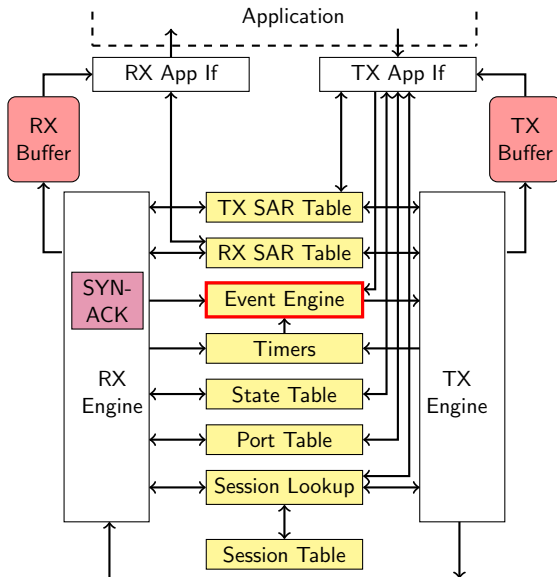 Application
RX App If
TX App If
RX
Buffer
TX
Buffer
TX SAR Table
RX SAR Table
SYN-
ACK
Event Engine
Timers
RX
Engine
State Table
TX
Engine
Port Table
Session Lookup
Session Table